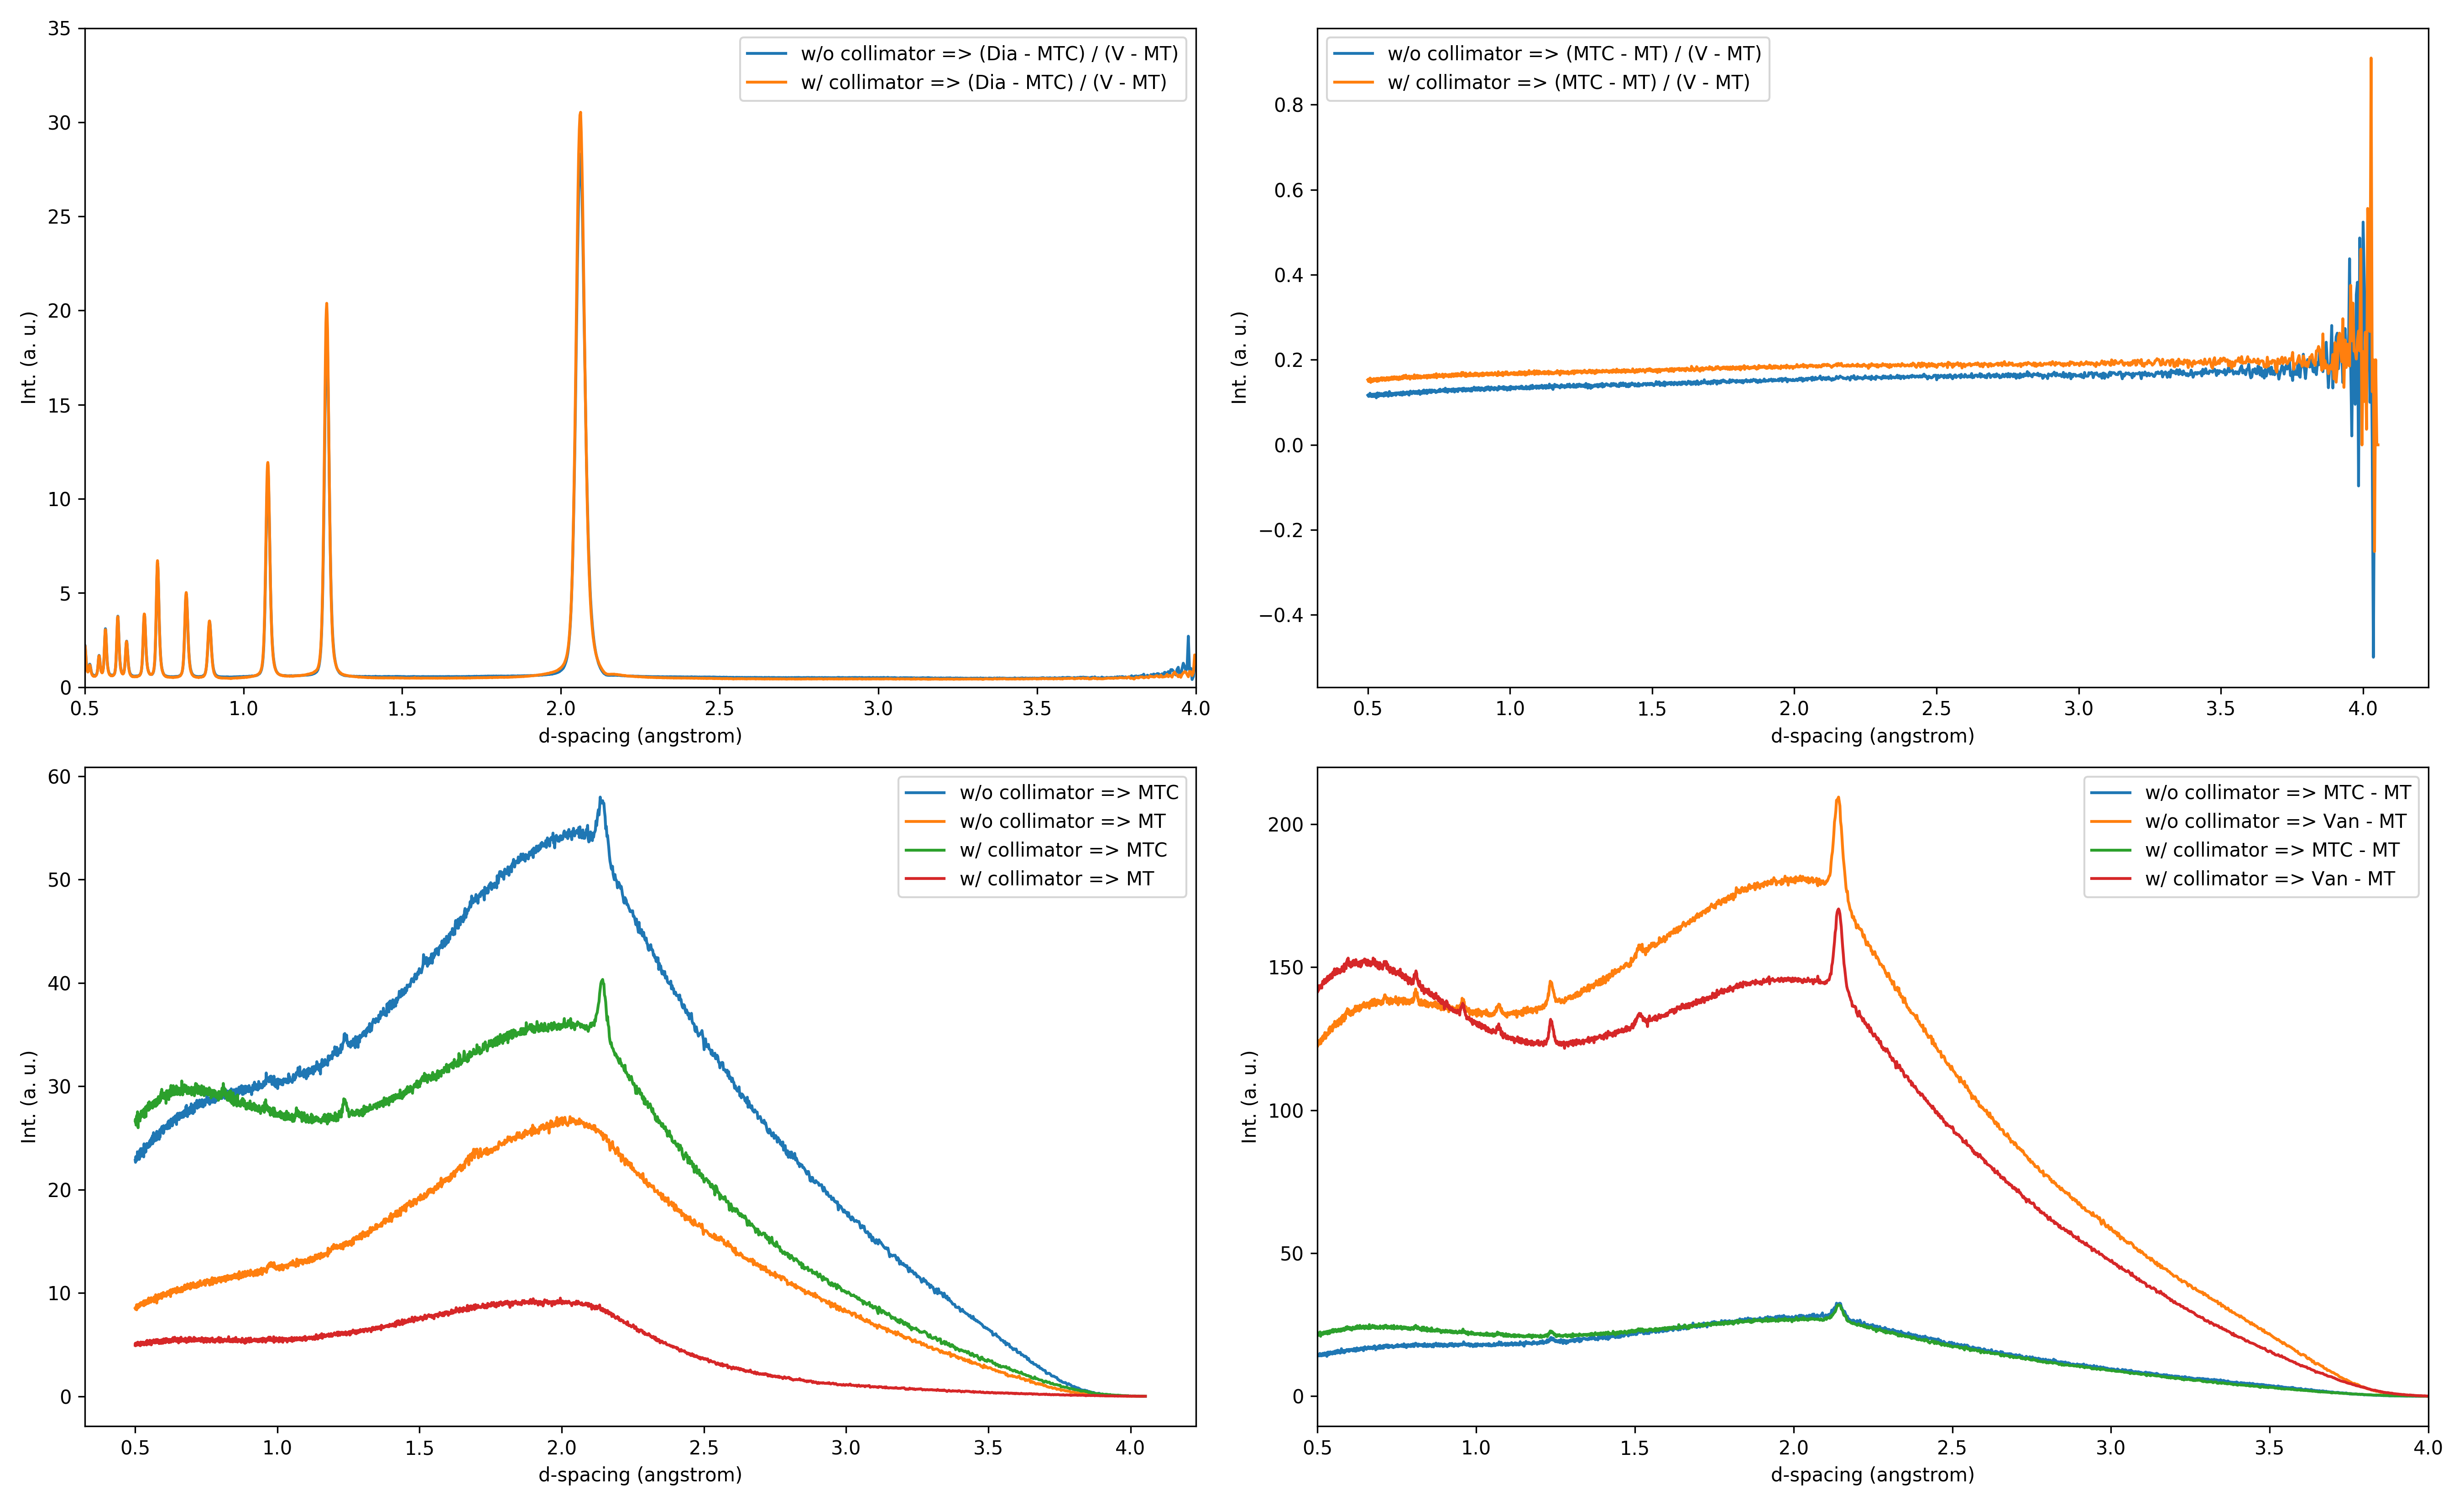 35
30
25
20
15
10
5
0
Int. (a. u.)
w/o collimator => (Dia - MTC) / (V - MT)
w/ collimator => (Dia - MTC) / (V - MT)
0.5 1.0 1.5 2.0 2.5 3.0 3.5 4.0
d-spacing (angstrom)
0.8
0.6
0.4
0.2
0.0
−0.2
−0.4
Int. (a. u.)
w/o collimator => (MTC - MT) / (V - MT)
w/ collimator => (MTC - MT) / (V - MT)
0.5 1.0 1.5 2.0 2.5 3.0 3.5 4.0
d-spacing (angstrom)
60
50
40
30
20
10
0
Int. (a. u.)
w/o collimator => MTC
w/o collimator => MT
w/ collimator => MTC
w/ collimator => MT
0.5 1.0 1.5 2.0 2.5 3.0 3.5 4.0
d-spacing (angstrom)
200
150
100
50
0
Int. (a. u.)
w/o collimator => MTC - MT
w/o collimator => Van - MT
w/ collimator => MTC - MT
w/ collimator => Van - MT
0.5 1.0 1.5 2.0 2.5 3.0 3.5 4.0
d-spacing (angstrom)